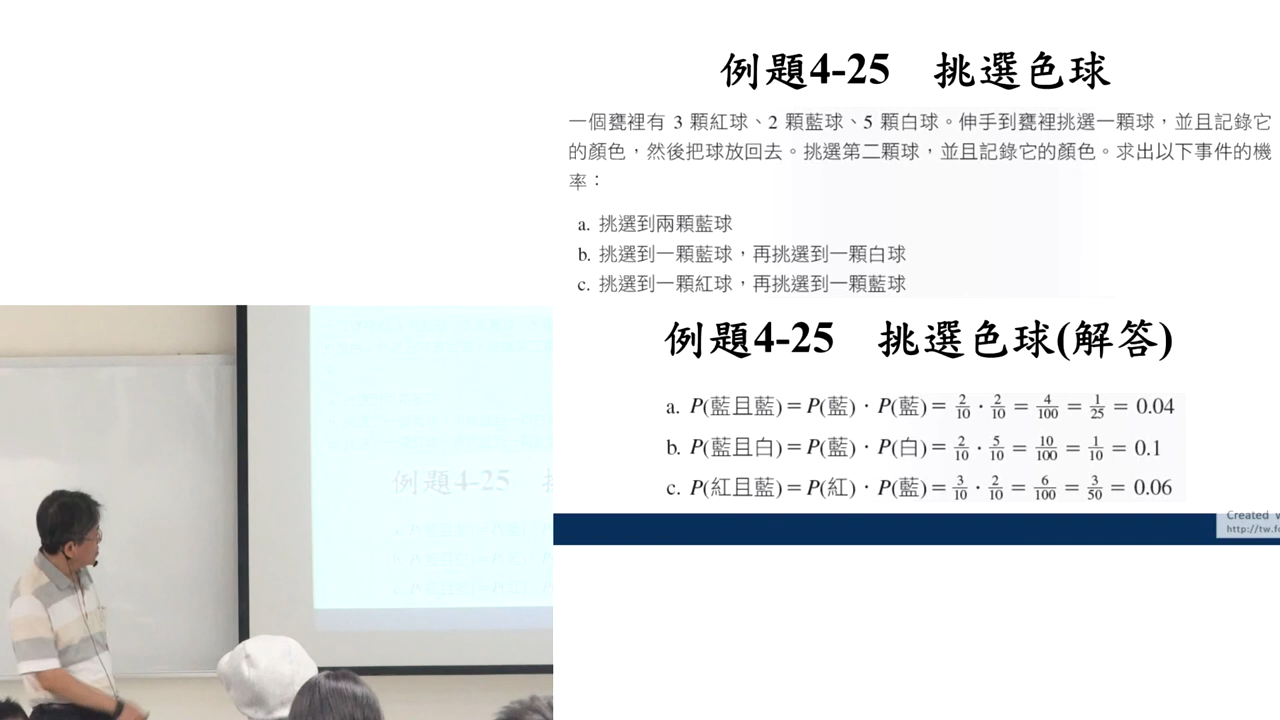 例題4-25 挑選色球
一個甕裡有 3 顆紅球、2 顆藍球、5 顆白球。伸手到甕裡挑選一顆球，並且記錄它
的顏色，然後把球放回去。挑選第二顆球，並且記錄它的顏色。求出以下事件的機
率：
a. 挑選到兩顆藍球
b. 挑選到一顆藍球，再挑選到一顆白球
c. 挑選到一顆紅球，再挑選到一顆藍球
例題4-25 挑選色球(解答)
a. P(藍且藍)＝P(藍)．P(藍)＝2/10 · 2/10 = 4/100 = 1/25 = 0.04
b. P(藍且白)＝P(藍)．P(白)＝2/10 · 5/10 = 10/100 = 1/10 = 0.1
c. P(紅且藍)＝P(紅)．P(藍)＝3/10 · 2/10 = 6/100 = 3/50 = 0.06
Created
http://tw.f
例題4-25